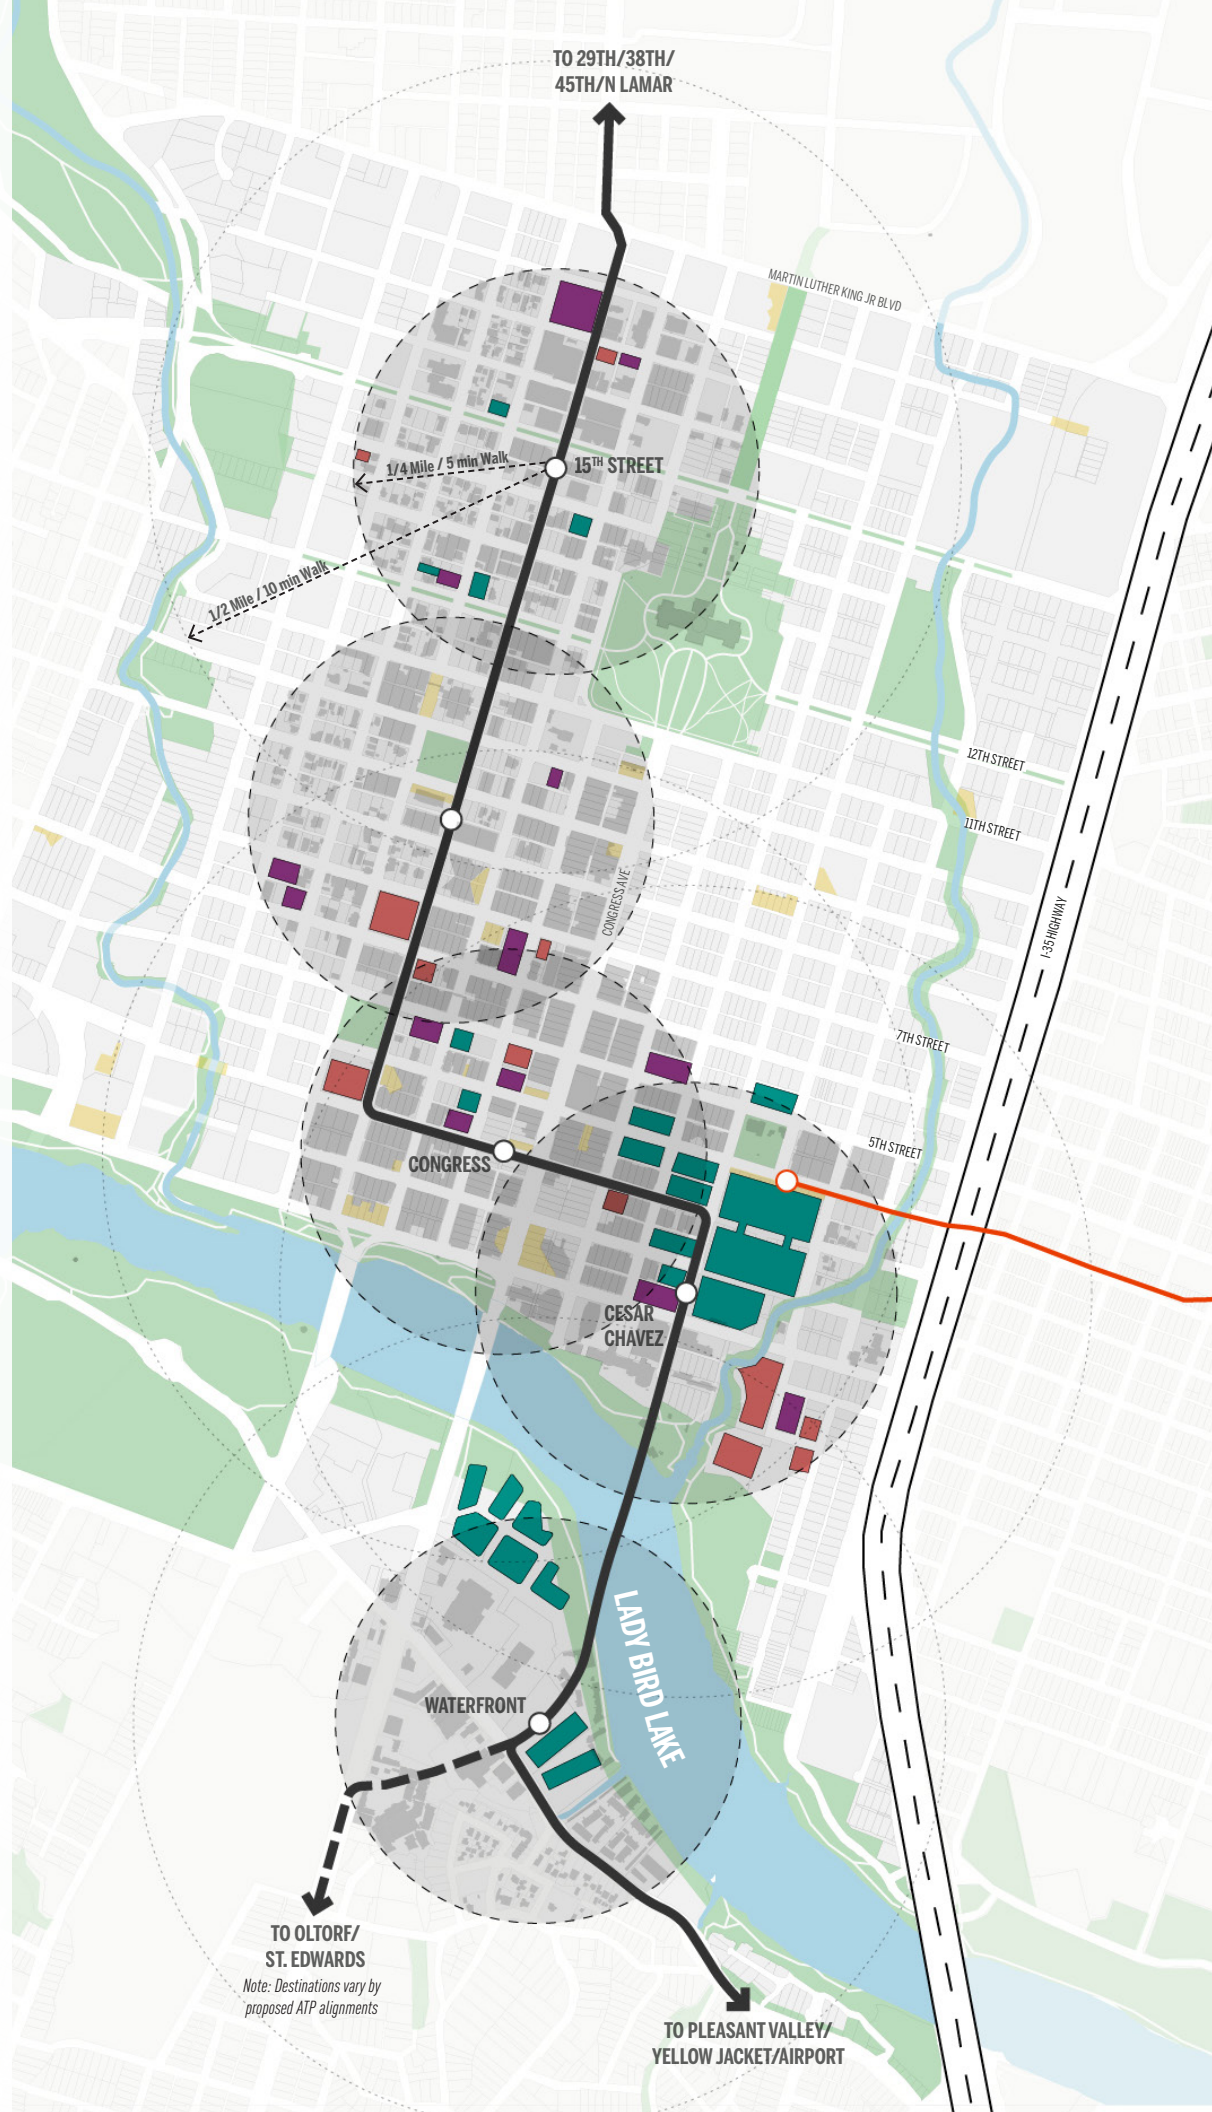 TO 29TH/38TH/
45TH/N LAMAR
MARTIN LUTHER KING JR BLVD
1/4 Mile / 5 min Walk
15TH STREET
1/2 Mile / 10 min Walk
12TH STREET
11TH STREET
CONGRESS AVE
I-35 HIGHWAY
7TH STREET
5TH STREET
CONGRESS
CESAR
CHAVEZ
LADY BIRD LAKE
WATERFRONT
TO OLTORF/
ST. EDWARDS
Note: Destinations vary by
proposed ATP alignments
TO PLEASANT VALLEY/
YELLOW JACKET/AIRPORT